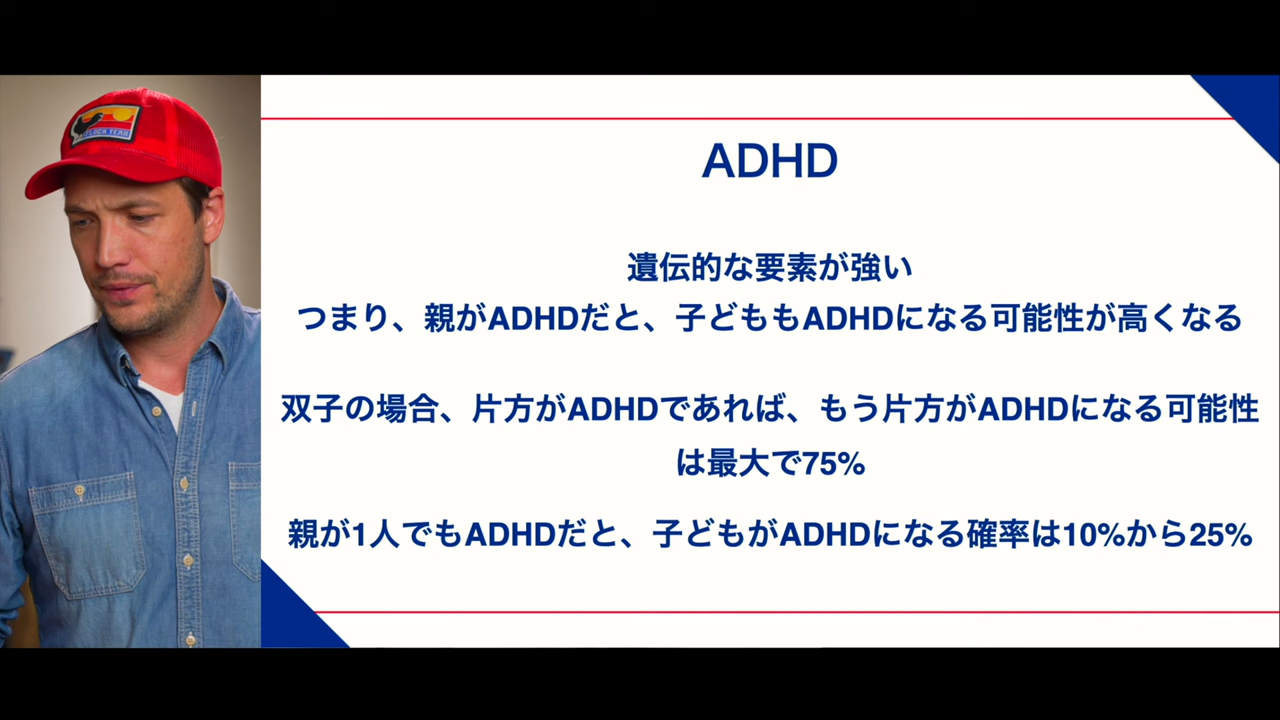 FLOCK YEAH
ADHD
遺伝的な要素が強い
つまり、親がADHDだと、子どももADHDになる可能性が高くなる
双子の場合、片方がADHDであれば、もう片方がADHDになる可能性
は最大で75%
親が1人でもADHDだと、子どもがADHDになる確率は10%から25%